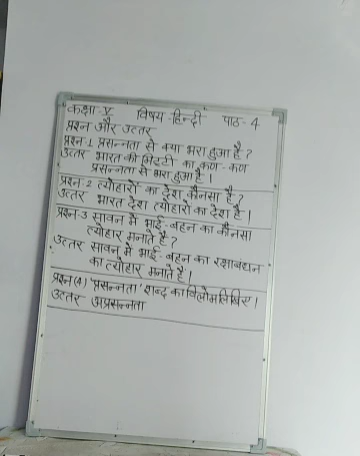 कक्षा-V विषय-हिन्दी पाठ-4
प्रश्न और उत्तर
प्रश्न-1 प्रसन्नता से क्या भरा हुआ है?
उत्तर भारत की मिट्टी का कण-कण
प्रसन्नता से भरा हुआ है।
प्रश्न-2 त्योहारों का देश कौनसा है?
उत्तर भारत देश त्योहारों का देश है।
प्रश्न-3 सावन में भाई-बहन का कौनसा
त्योहार मनाते है?
उत्तर सावन में भाई-बहन का रक्षाबंधन
का त्योहार मनाते है।
प्रश्न(4) 'प्रसन्नता' शब्द का विलोम लिखिए।
उत्तर अप्रसन्नता